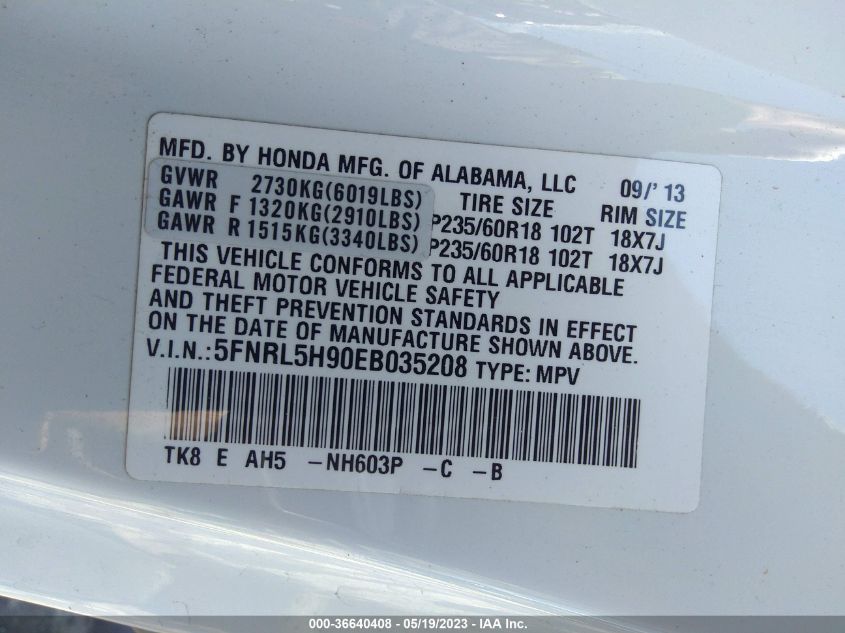 MFD. BY HONDA MFG. OF ALABAMA, LLC 09/' 13
GVWR 2730KG(6019LBS) TIRE SIZE RIM SIZE
GAWR F 1320KG(2910LBS) P235/60R18 102T 18X7J
GAWR R 1515KG(3340LBS) P235/60R18 102T 18X7J
THIS VEHICLE CONFORMS TO ALL APPLICABLE
FEDERAL MOTOR VEHICLE SAFETY
AND THEFT PREVENTION STANDARDS IN EFFECT
ON THE DATE OF MANUFACTURE SHOWN ABOVE.
V.I.N.:5FNRL5H90EB035208 TYPE: MPV
TK8 E AH5 -NH603P -C -B
000-36640408 - 05/19/2023 - IAA Inc.